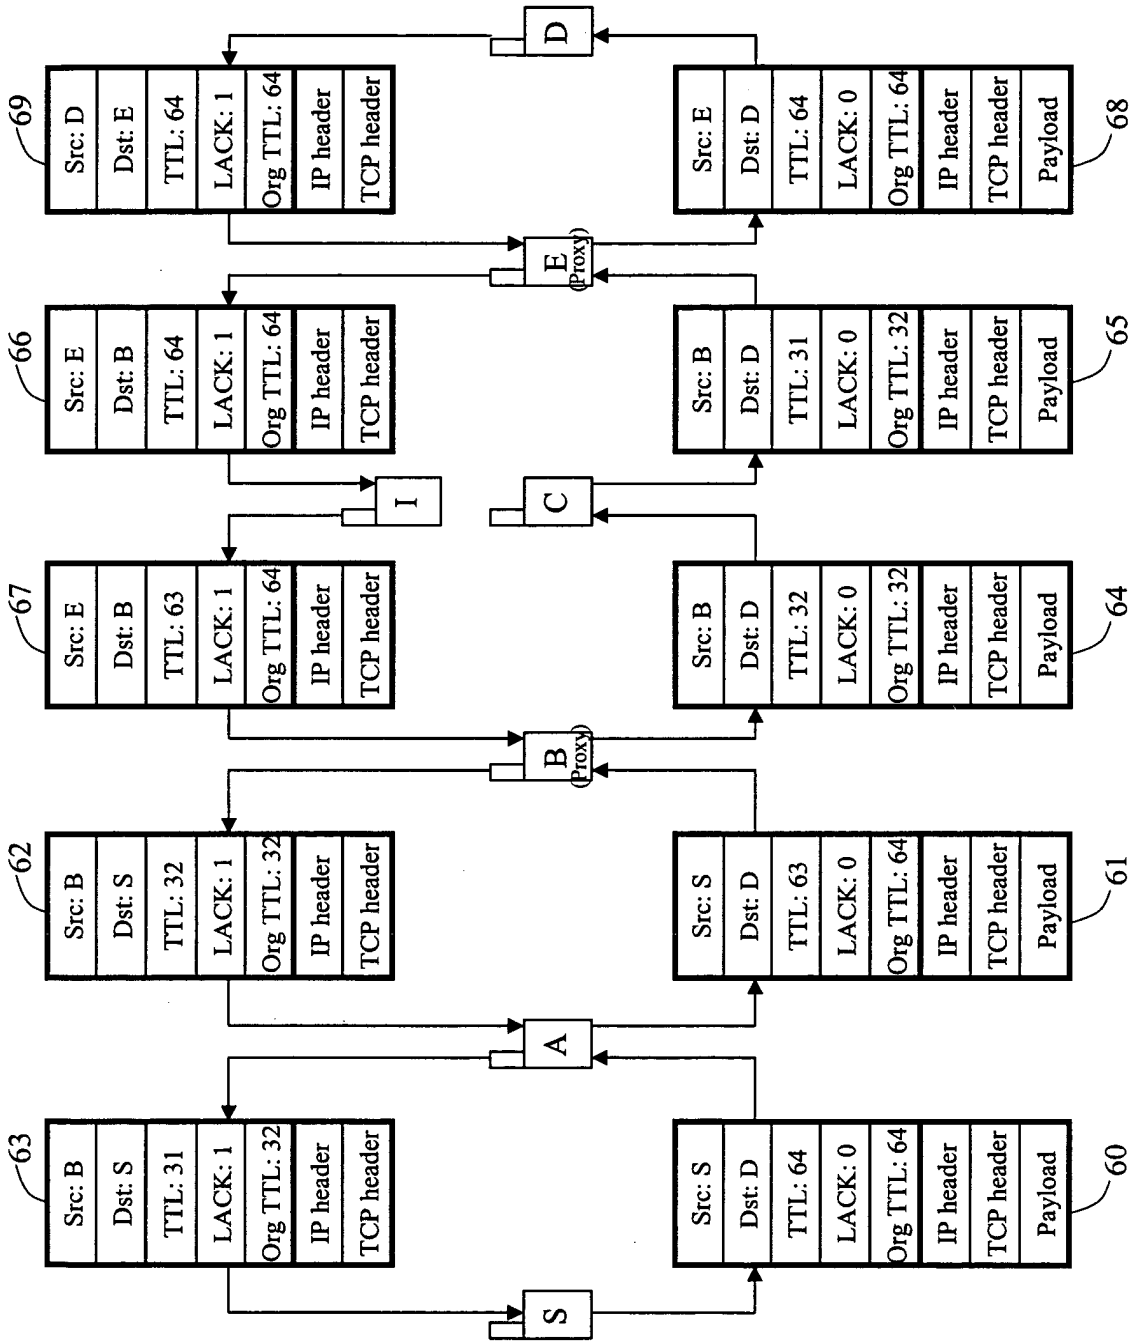 63
Src: B
Dst: S
TTL: 31
LACK: 1
Org TTL: 32
IP header
TCP header
62
Src: B
Dst: S
TTL: 32
LACK: 1
Org TTL: 32
IP header
TCP header
67
Src: E
Dst: B
TTL: 63
LACK: 1
Org TTL: 64
IP header
TCP header
66
Src: E
Dst: B
TTL: 64
LACK: 1
Org TTL: 64
IP header
TCP header
69
Src: D
Dst: E
TTL: 64
LACK: 1
Org TTL: 64
IP header
TCP header
S
A
B
(Proxy)
I
C
E
(Proxy)
D
Src: S
Dst: D
TTL: 64
LACK: 0
Org TTL: 64
IP header
TCP header
Payload
60
Src: S
Dst: D
TTL: 63
LACK: 0
Org TTL: 64
IP header
TCP header
Payload
61
Src: B
Dst: D
TTL: 32
LACK: 0
Org TTL: 32
IP header
TCP header
Payload
64
Src: B
Dst: D
TTL: 31
LACK: 0
Org TTL: 32
IP header
TCP header
Payload
65
Src: E
Dst: D
TTL: 64
LACK: 0
Org TTL: 64
IP header
TCP header
Payload
68